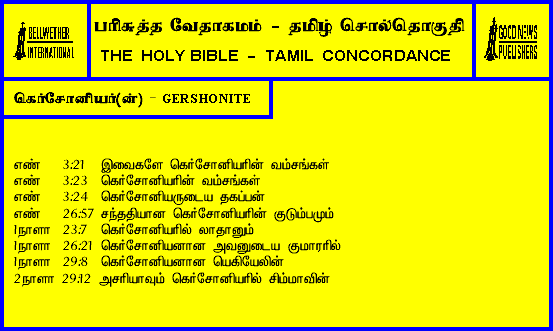 BELLWETHER
INTERNATIONAL
பரிசுத்த வேதாகமம் - தமிழ் சொல்தொகுதி
THE HOLY BIBLE - TAMIL CONCORDANCE
GOOD NEWS
PUBLISHERS
கெர்சோனியர்(ன்) - GERSHONITE
எண் 3:21 இவைகளே கெர்சோனியரின் வம்சங்கள்
எண் 3:23 கெர்சோனியரின் வம்சங்கள்
எண் 3:24 கெர்சோனியருடைய தகப்பன்
எண் 26:57 சந்ததியான கெர்சோனியரின் குடும்பமும்
1நாளா 23:7 கெர்சோனியரில் லாதானும்
1நாளா 26:21 கெர்சோனியனான அவனுடைய குமாரரில்
1நாளா 29:8 கெர்சோனியனான யெகியேலின்
2நாளா 29:12 அசரியாவும் கெர்சோனியரில் சிம்மாவின்